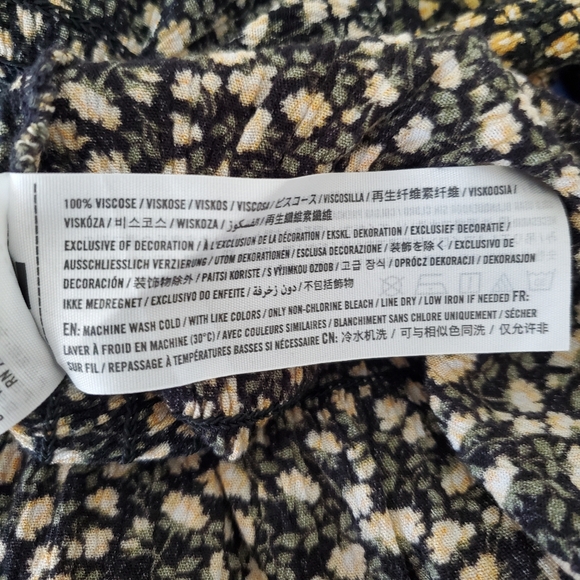 100% VISCOSE / VISKOSE / VISKOS / VISCOSA / ビスコース / VISCOSILLA / 再生纤维素纤维 / VISKOOSIA /
VISKÓZA / 비스코스 / WISKOZA / فسكوز / 再生纖維素纖維
EXCLUSIVE OF DECORATION / À L'EXCLUSION DE LA DÉCORATION / EKSKL. DEKORATION / EXKLUSIEF DECORATIE /
AUSSCHLIESSLICH VERZIERUNG / UTOM DEKORATIONEN / ESCLUSA DECORAZIONE / 装飾を除く / EXCLUSIVO DE
DECORACIÓN / 装饰物除外 / PAITSI KORISTE / S VÝJIMKOU OZDOB / 고급 장식 / OPRÓCZ DEKORACJI / DEKORASJON
IKKE MEDREGNET / EXCLUSIVO DO ENFEITE / دون زخرفة / 不包括飾物
EN: MACHINE WASH COLD / WITH LIKE COLORS / ONLY NON-CHLORINE BLEACH / LINE DRY / LOW IRON IF NEEDED FR:
LAVER À FROID EN MACHINE (30°C) / AVEC COULEURS SIMILAIRES / BLANCHIMENT SANS CHLORE UNIQUEMENT / SÉCHER
SUR FIL / REPASSAGE À TEMPÉRATURES BASSES SI NÉCESSAIRE CN: 冷水机洗 / 可与相似色同洗 / 仅允许非
RN